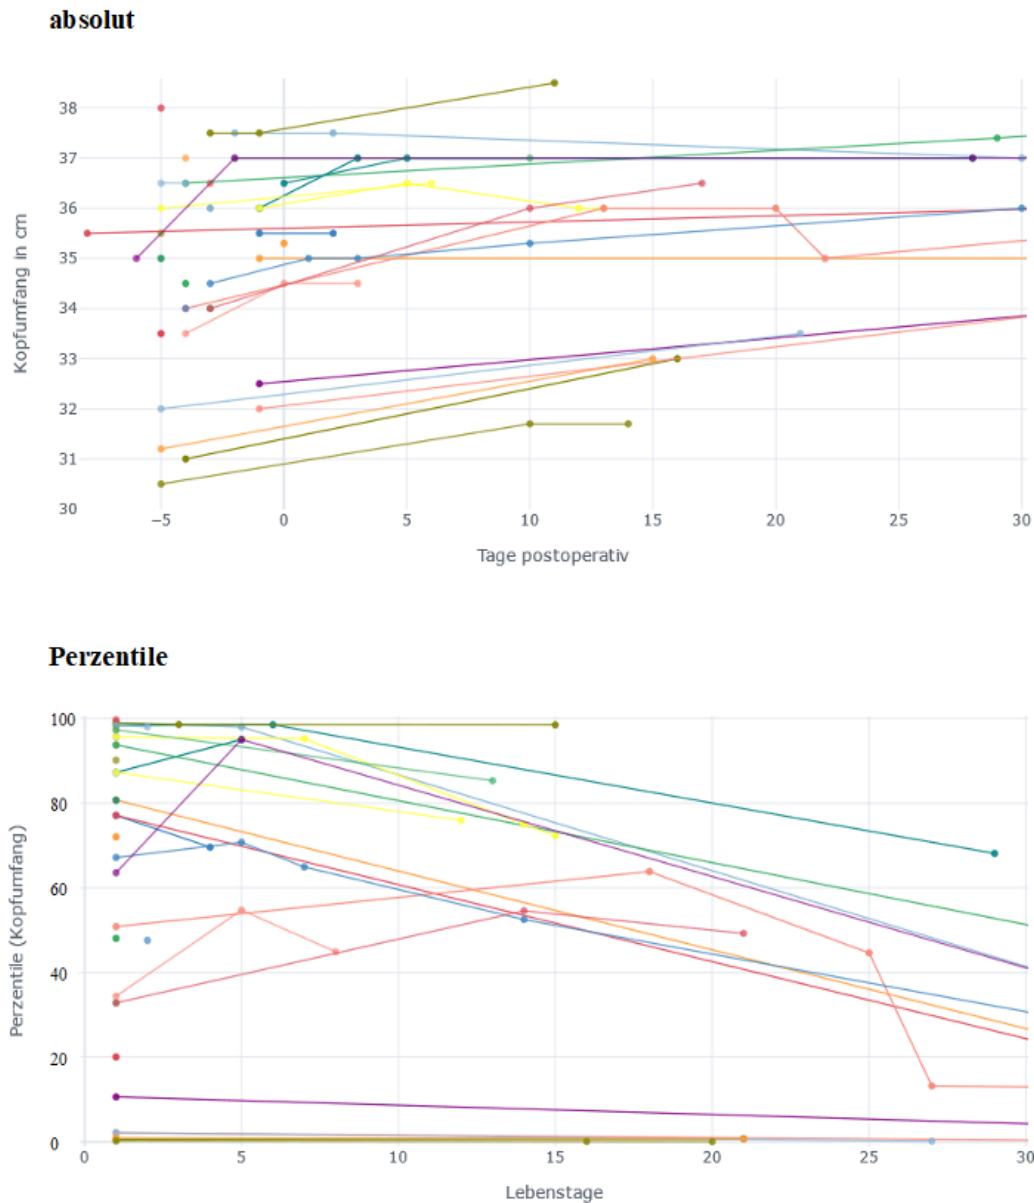 absolut
38
37
36
35
34
33
32
31
30
Kopfumfang in cm
−5 0 5 10 15 20 25 30
Tage postoperativ
Perzentile
100
80
60
40
20
0
Perzentile (Kopfumfang)
0 5 10 15 20 25 30
Lebenstage